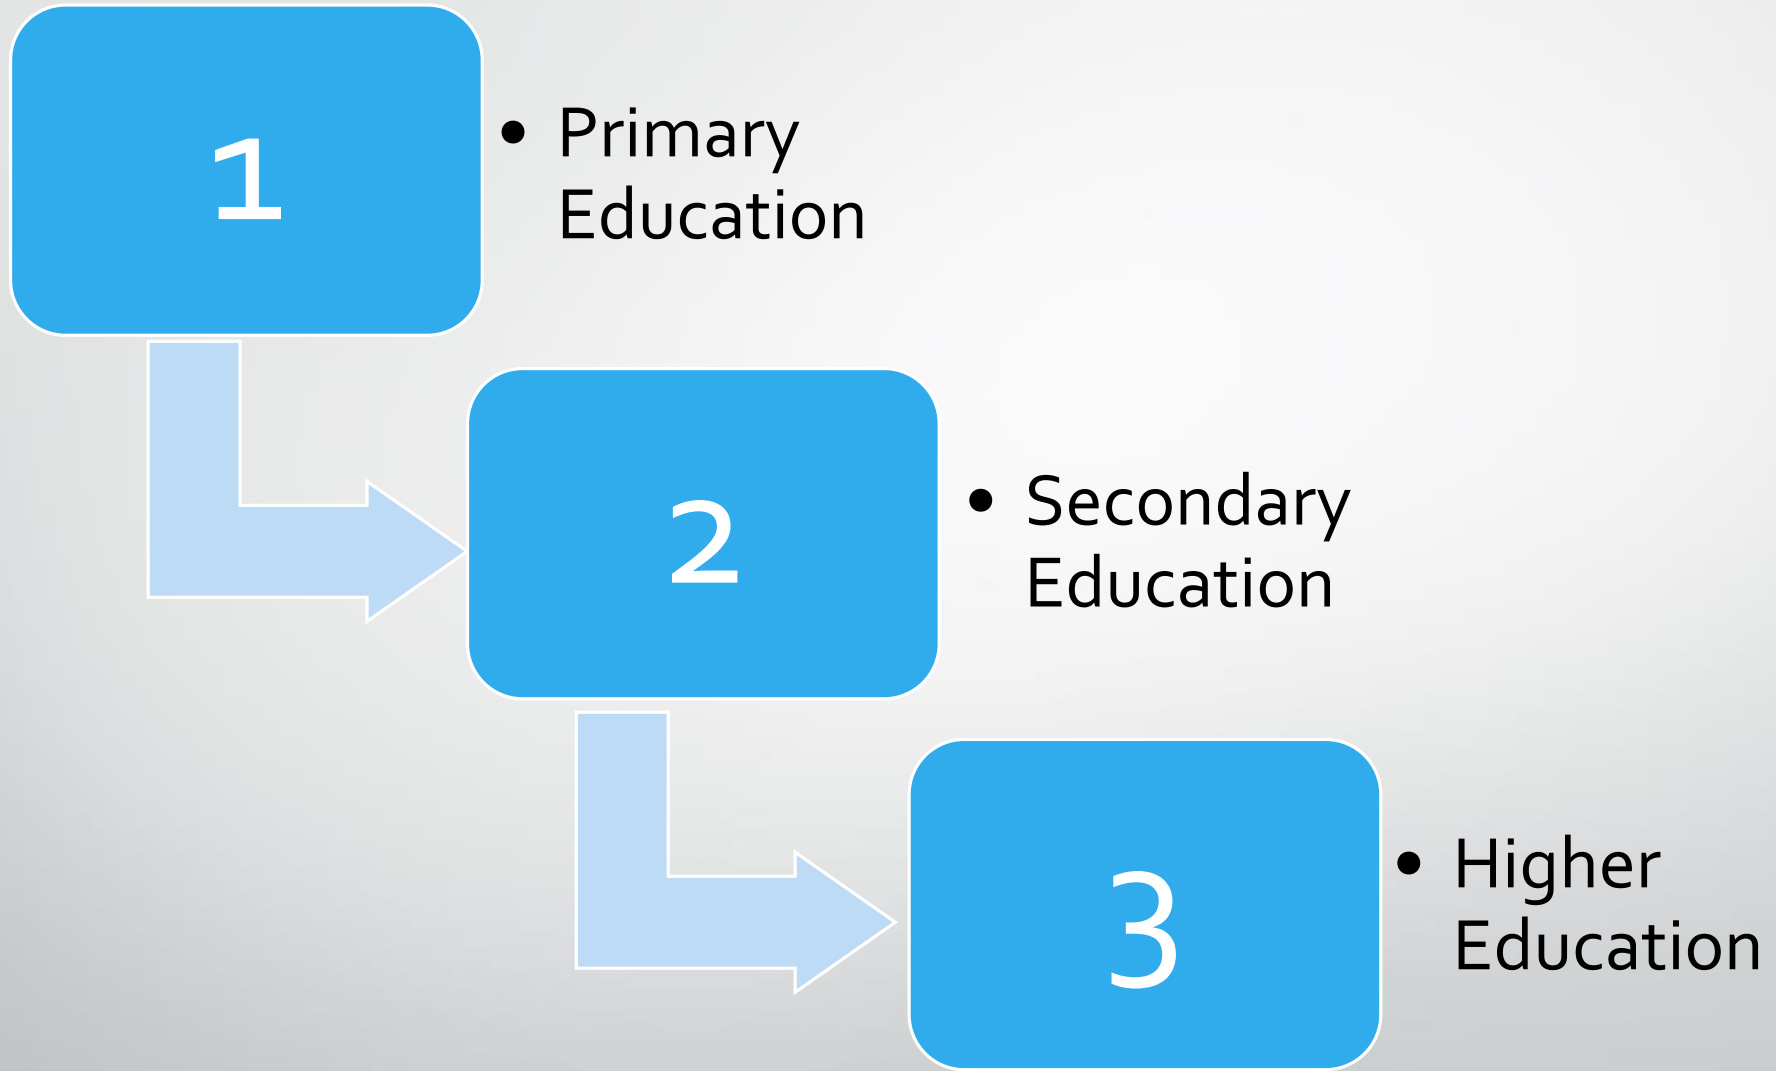 1
• Primary
Education
2
• Secondary
Education
3
• Higher
Education